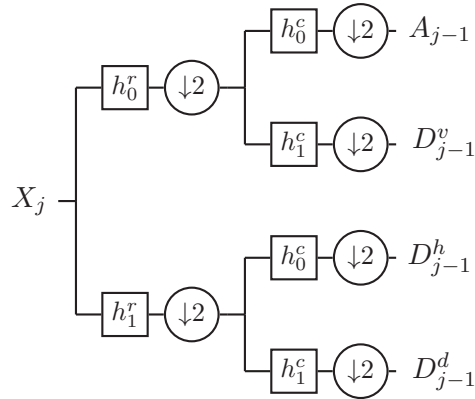 h_0^c ↓2 A_{j−1}
h_0^r ↓2
h_1^c ↓2 D_{j−1}^v
X_j
h_0^c ↓2 D_{j−1}^h
h_1^r ↓2
h_1^c ↓2 D_{j−1}^d